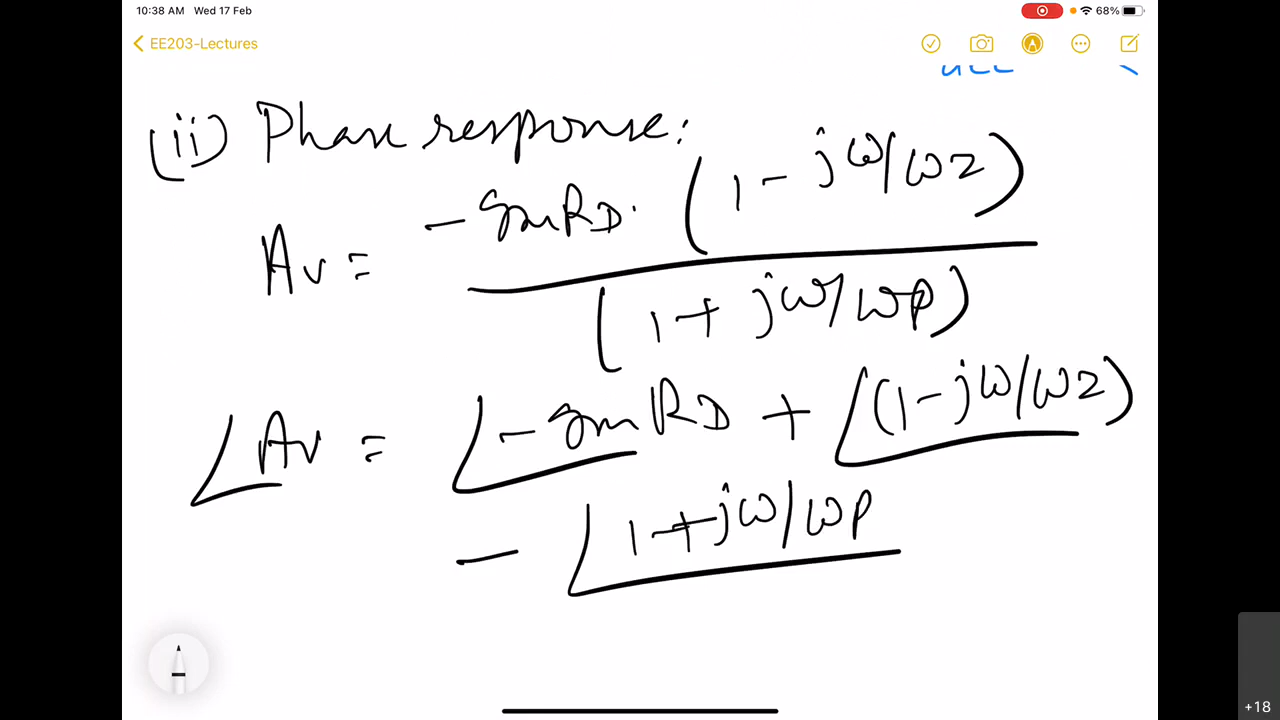 10:38 AM Wed 17 Feb
68%
EE203-Lectures
(ii) Phase response:
Av = -gmRD. (1 - jω/ωz)
(1 + jω/ωp)
∠Av = ∠-gmRD + ∠(1-jω/ωz)
- ∠1+jω/ωp
+18